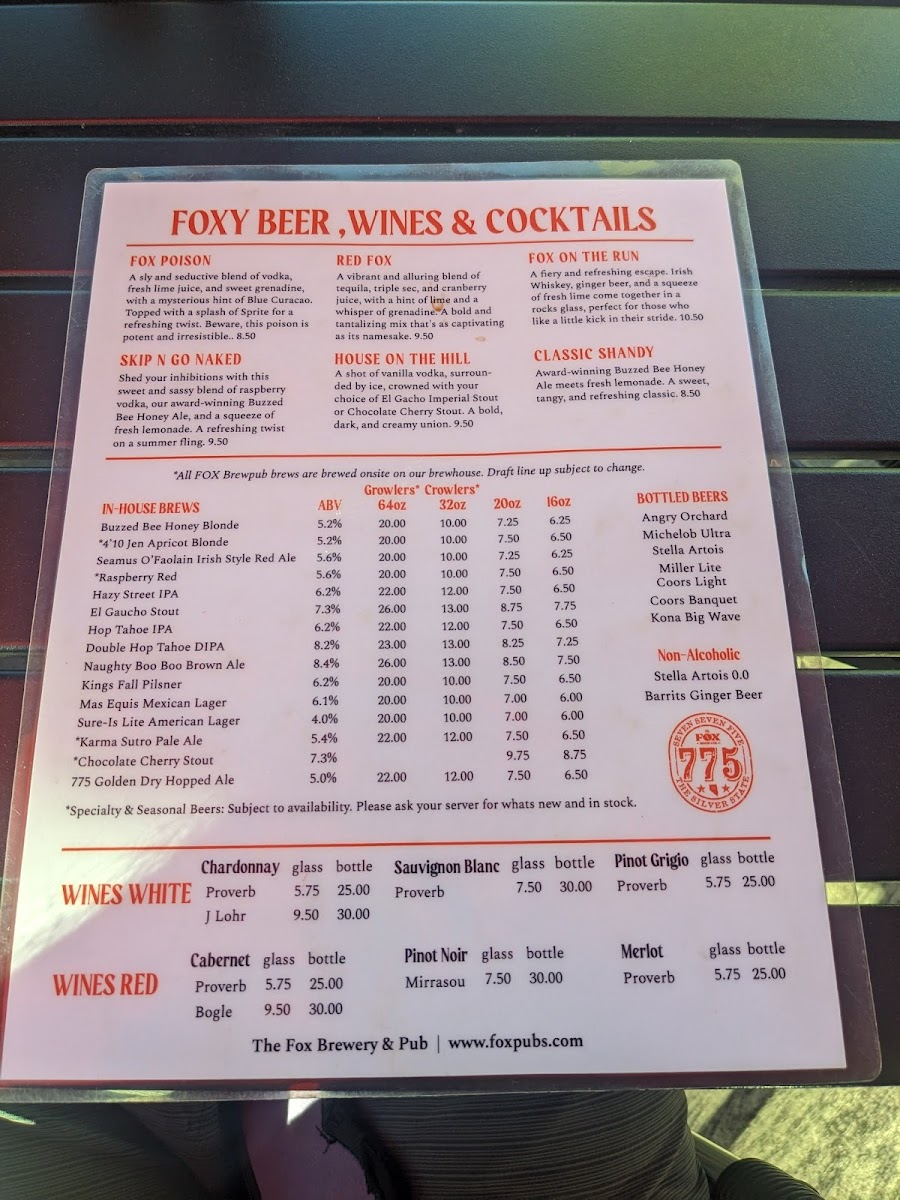 FOXY BEER ,WINES & COCKTAILS
FOX POISON
A sly and seductive blend of vodka,
fresh lime juice, and sweet grenadine,
with a mysterious hint of Blue Curacao.
Topped with a splash of Sprite for a
refreshing twist. Beware, this poison is
potent and irresistible.. 8.50
RED FOX
A vibrant and alluring blend of
tequila, triple sec, and cranberry
juice, with a hint of lime and a
whisper of grenadine. A bold and
tantalizing mix that's as captivating
as its namesake. 9.50
FOX ON THE RUN
A fiery and refreshing escape. Irish
Whiskey, ginger beer, and a squeeze
of fresh lime come together in a
rocks glass, perfect for those who
like a little kick in their stride. 10.50
SKIP N GO NAKED
Shed your inhibitions with this
sweet and sassy blend of raspberry
vodka, our award-winning Buzzed
Bee Honey Ale, and a squeeze of
fresh lemonade. A refreshing twist
on a summer fling. 9.50
HOUSE ON THE HILL
A shot of vanilla vodka, surroun-
ded by ice, crowned with your
choice of El Gacho Imperial Stout
or Chocolate Cherry Stout. A bold,
dark, and creamy union. 9.50
CLASSIC SHANDY
Award-winning Buzzed Bee Honey
Ale meets fresh lemonade. A sweet,
tangy, and refreshing classic. 8.50
*All FOX Brewpub brews are brewed onsite on our brewhouse. Draft line up subject to change.
Growlers* Crowlers*
IN-HOUSE BREWS ABV 64oz 32oz 20oz 16oz
Buzzed Bee Honey Blonde 5.2% 20.00 10.00 7.25 6.25
*4'10 Jen Apricot Blonde 5.2% 20.00 10.00 7.50 6.50
Seamus O'Faolain Irish Style Red Ale 5.6% 20.00 10.00 7.25 6.25
*Raspberry Red 5.6% 20.00 10.00 7.50 6.50
Hazy Street IPA 6.2% 22.00 12.00 7.50 6.50
El Gaucho Stout 7.3% 26.00 13.00 8.75 7.75
Hop Tahoe IPA 6.2% 22.00 12.00 7.50 6.50
Double Hop Tahoe DIPA 8.2% 23.00 13.00 8.25 7.25
Naughty Boo Boo Brown Ale 8.4% 26.00 13.00 8.50 7.50
Kings Fall Pilsner 6.2% 20.00 10.00 7.50 6.50
Mas Equis Mexican Lager 6.1% 20.00 10.00 7.00 6.00
Sure-Is Lite American Lager 4.0% 20.00 10.00 7.00 6.00
*Karma Sutro Pale Ale 5.4% 22.00 12.00 7.50 6.50
*Chocolate Cherry Stout 7.3% 9.75 8.75
775 Golden Dry Hopped Ale 5.0% 22.00 12.00 7.50 6.50
BOTTLED BEERS
Angry Orchard
Michelob Ultra
Stella Artois
Miller Lite
Coors Light
Coors Banquet
Kona Big Wave
Non-Alcoholic
Stella Artois 0.0
Barrits Ginger Beer
SEVEN SEVEN FIVE
FOX
775
THE SILVER STATE
*Specialty & Seasonal Beers: Subject to availability. Please ask your server for whats new and in stock.
WINES WHITE
Chardonnay glass bottle
Proverb 5.75 25.00
J Lohr 9.50 30.00
Sauvignon Blanc glass bottle
Proverb 7.50 30.00
Pinot Grigio glass bottle
Proverb 5.75 25.00
WINES RED
Cabernet glass bottle
Proverb 5.75 25.00
Bogle 9.50 30.00
Pinot Noir glass bottle
Mirrasou 7.50 30.00
Merlot glass bottle
Proverb 5.75 25.00
The Fox Brewery & Pub | www.foxpubs.com